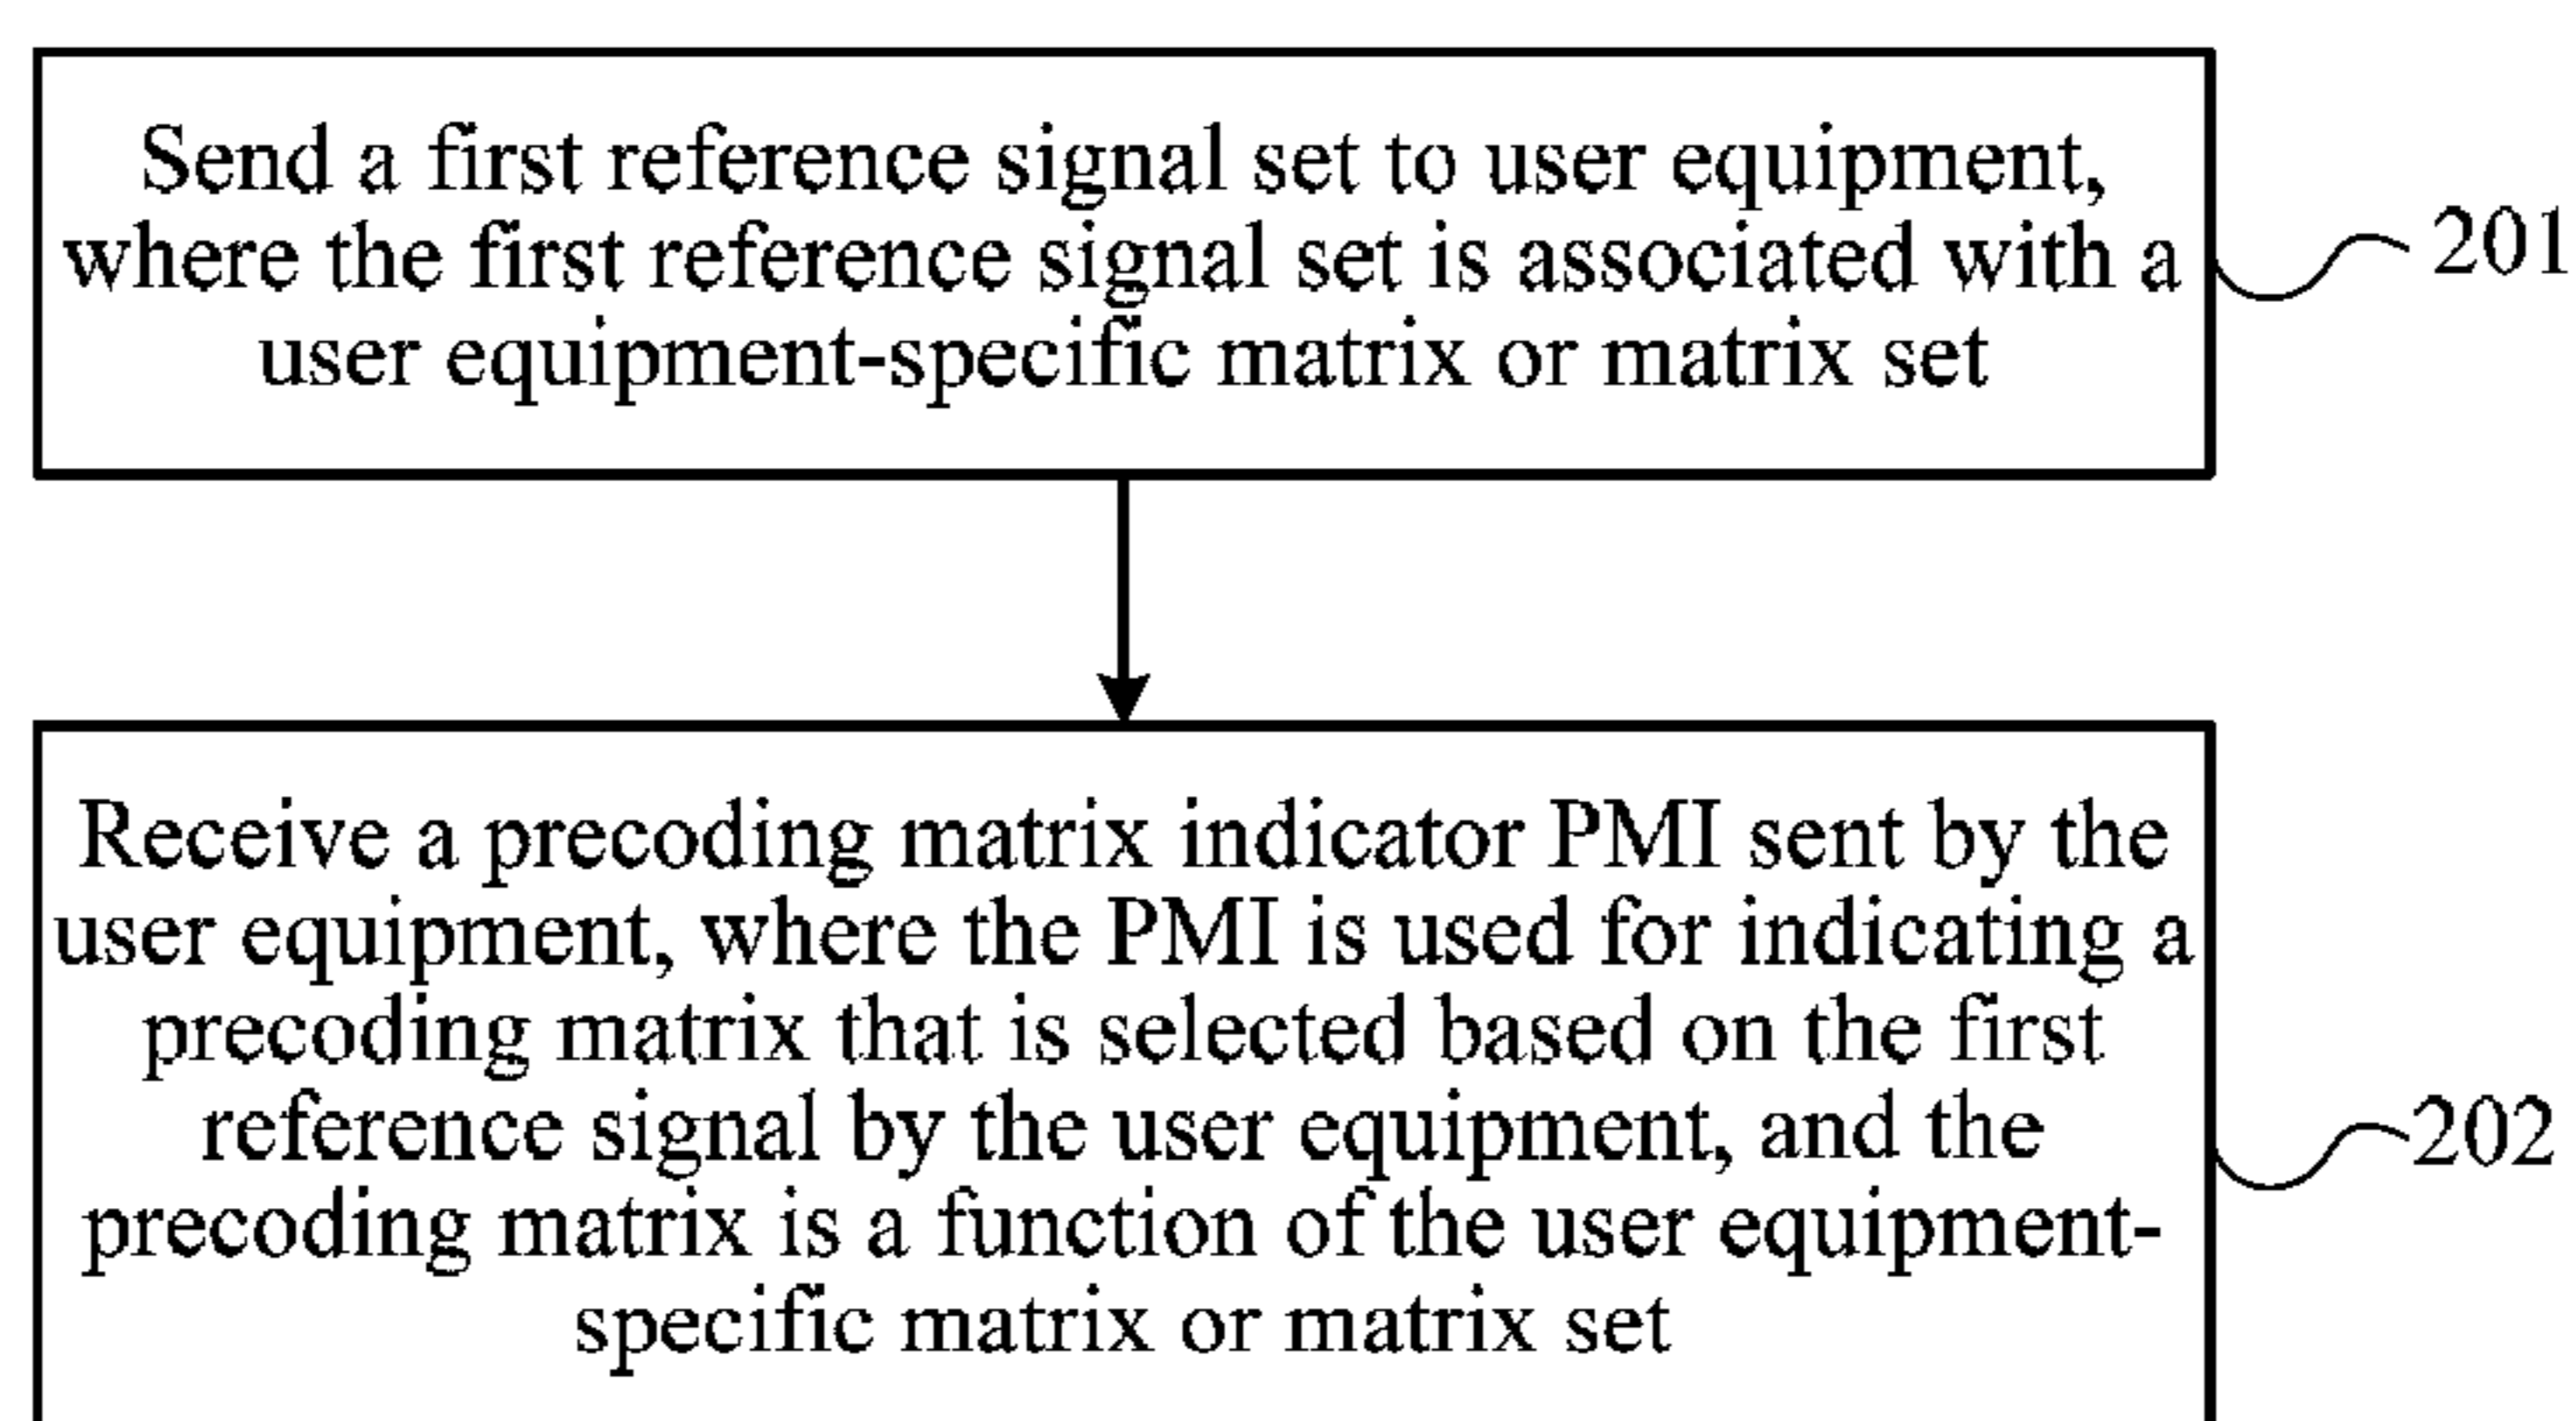 Send a first reference signal set to user equipment,
where the first reference signal set is associated with a
user equipment-specific matrix or matrix set
201
Receive a precoding matrix indicator PMI sent by the
user equipment, where the PMI is used for indicating a
precoding matrix that is selected based on the first
reference signal by the user equipment, and the
precoding matrix is a function of the user equipment-
specific matrix or matrix set
202